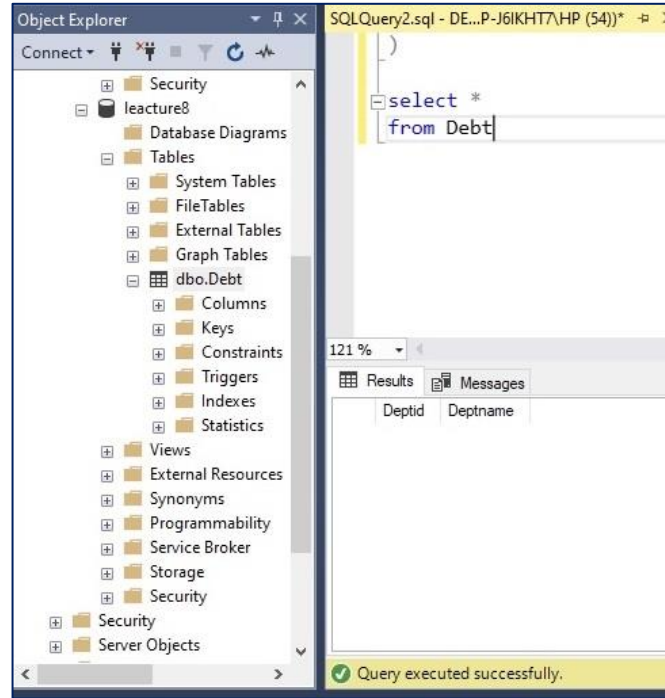 Object Explorer
Connect
Security
leacture8
Database Diagrams
Tables
System Tables
FileTables
External Tables
Graph Tables
dbo.Debt
Columns
Keys
Constraints
Triggers
Indexes
Statistics
Views
External Resources
Synonyms
Programmability
Service Broker
Storage
Security
Security
Server Objects
SQLQuery2.sql - DE...P-J6IKHT7\HP (54))*
)
select *
from Debt
121 %
Results Messages
Deptid Deptname
Query executed successfully.